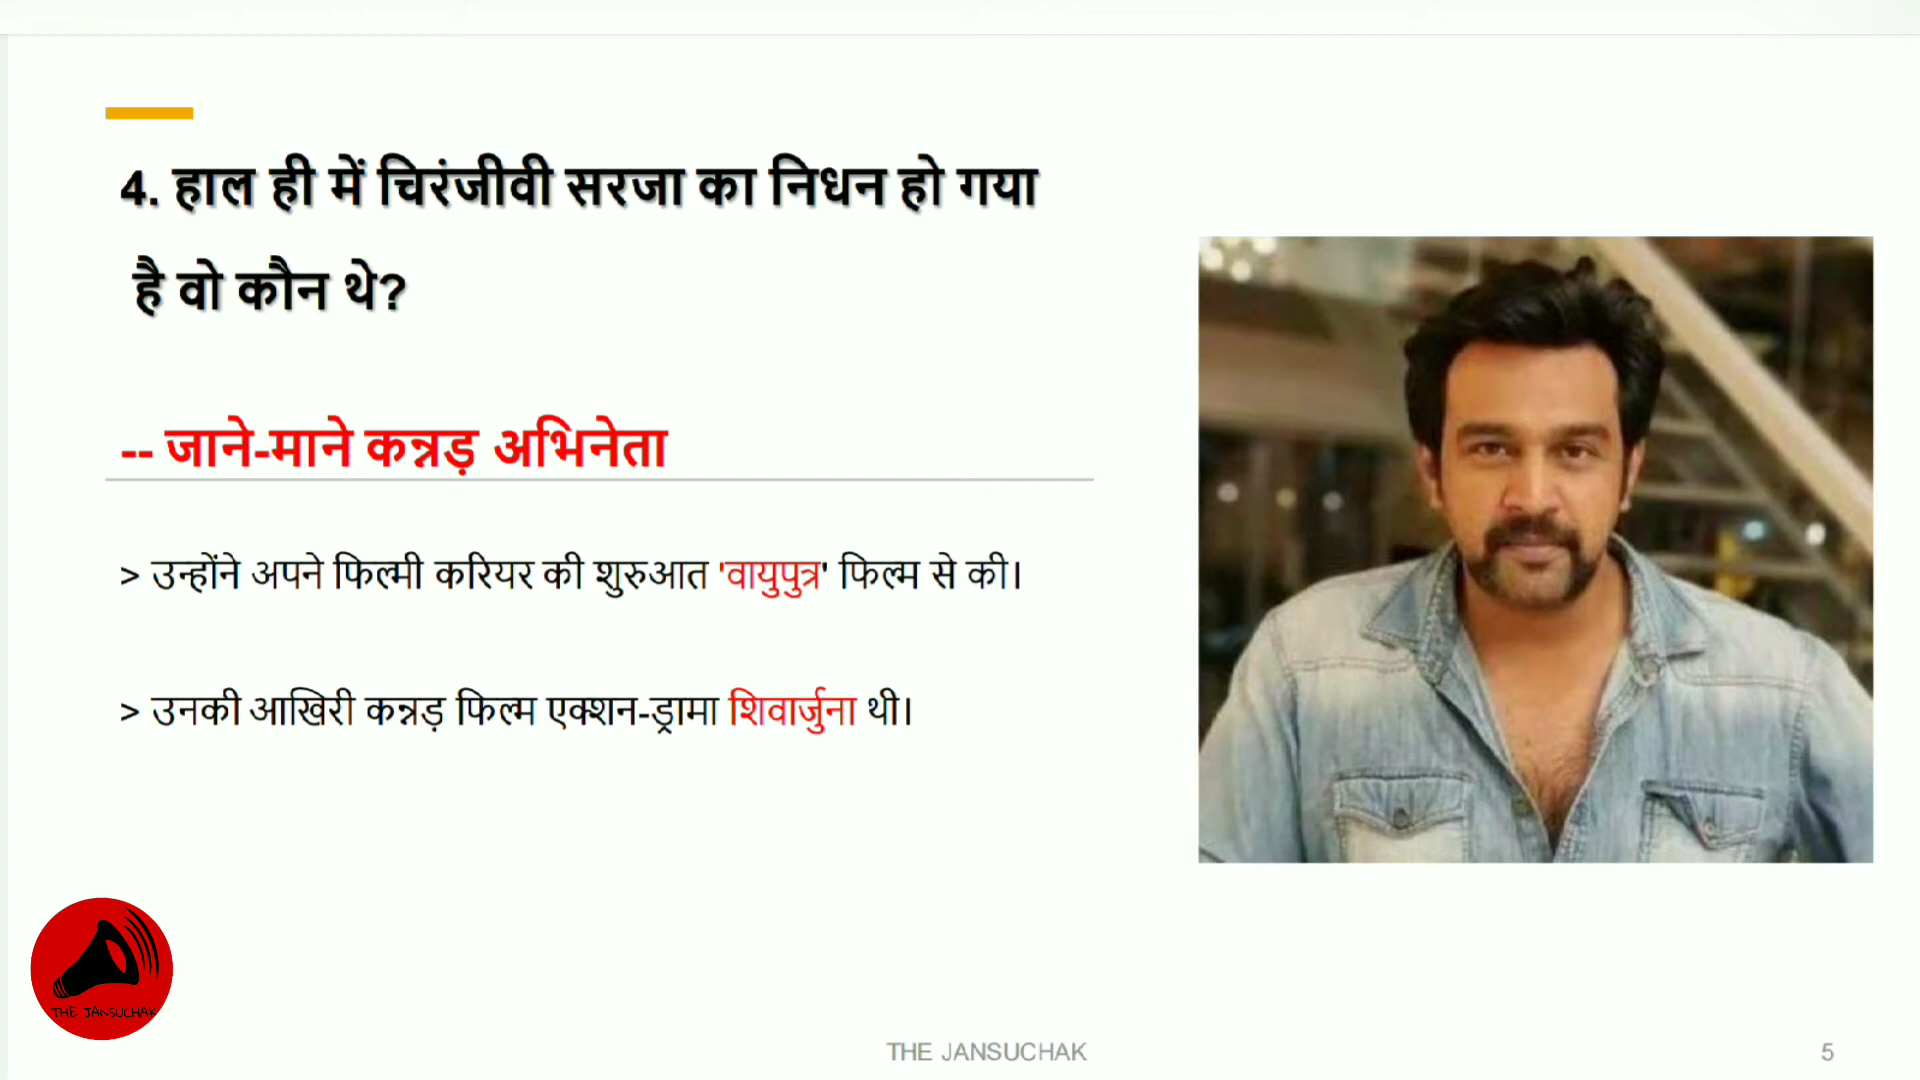 4. हाल ही में चिरंजीवी सरजा का निधन हो गया
है वो कौन थे?
-- जाने-माने कन्नड़ अभिनेता
> उन्होंने अपने फिल्मी करियर की शुरुआत 'वायुपुत्र' फिल्म से की।
> उनकी आखिरी कन्नड़ फिल्म एक्शन-ड्रामा शिवार्जुना थी।
THE JANSUCHAK
THE JANSUCHAK
5